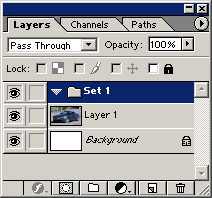 Layers Channels Paths
Pass Through Opacity: 100%
Lock:
Set 1
Layer 1
Background